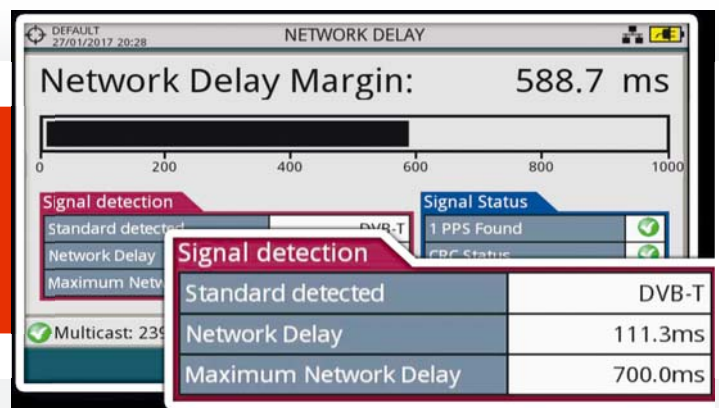 DEFAULT
27/01/2017 20:28
NETWORK DELAY
Network Delay Margin: 588.7 ms
0 200 400 600 800 1000
Signal detection
Standard detected DVB-T
Network Delay
Maximum
Signal Status
1 PPS Found
CRC Status
Multicast:
Signal detection
Standard detected DVB-T
Network Delay 111.3ms
Maximum Network Delay 700.0ms